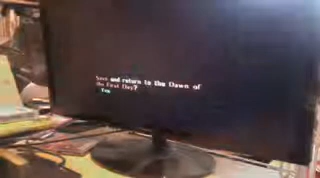 Save and return to the Dawn of
the First Day?
Yes